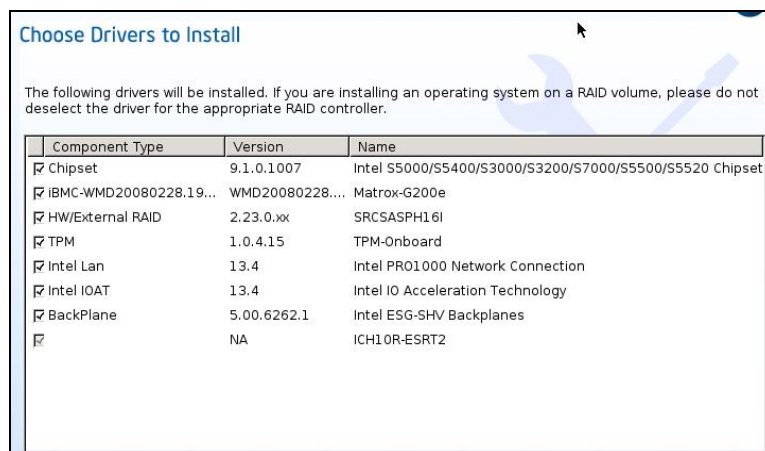 Choose Drivers to Install
The following drivers will be installed. If you are installing an operating system on a RAID volume, please do not
deselect the driver for the appropriate RAID controller.
Component Type Version Name
Chipset 9.1.0.1007 Intel S5000/S5400/S3000/S3200/S7000/S5500/S5520 Chipset
iBMC-WMD20080228.19... WMD20080228.... Matrox-G200e
HW/External RAID 2.23.0.xx SRCSASPH16I
TPM 1.0.4.15 TPM-Onboard
Intel Lan 13.4 Intel PRO1000 Network Connection
Intel IOAT 13.4 Intel IO Acceleration Technology
BackPlane 5.00.6262.1 Intel ESG-SHV Backplanes
NA ICH10R-ESRT2